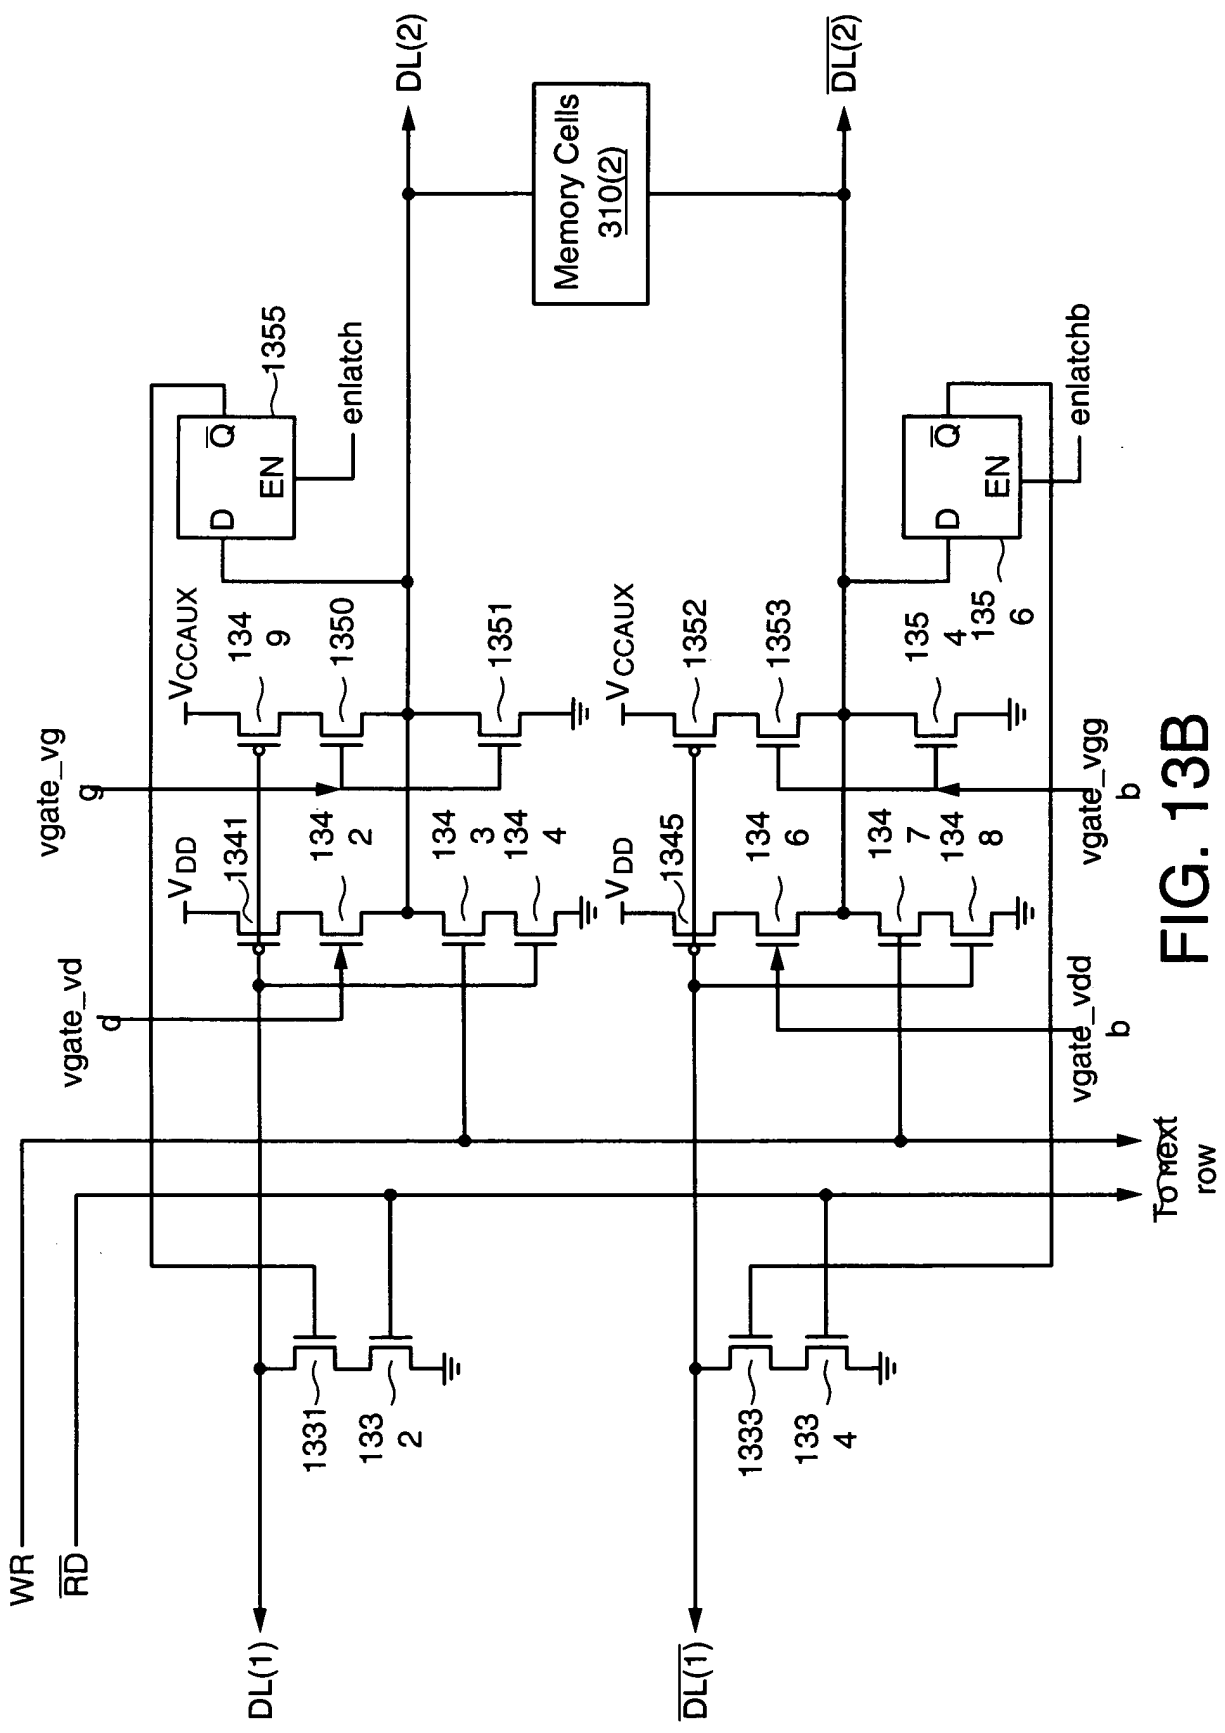 WR
R̅D̅
DL(1)
D̅L̅(̅1̅)̅
1331
133
2
1333
133
4
To next
row
vgate_vd
d
vgate_vg
g
vgate_vdd
b
vgate_vgg
b
VDD
1341
134
2
134
3
134
4
VDD
1345
134
6
134
7
134
8
VCCAUX
134
9
1350
1351
VCCAUX
1352
1353
135
4
135
6
D
Q̅
EN
1355
enlatch
D
Q̅
EN
enlatchb
Memory Cells
310(2)
DL(2)
D̅L̅(̅2̅)̅
FIG. 13B